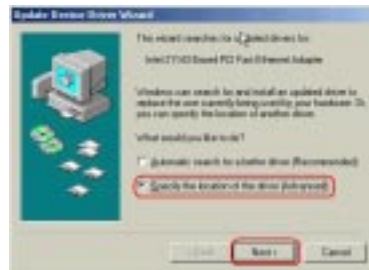 Update Device Driver Wizard
This wizard searches for updated drivers for:
Intel 21143 Based PCI Fast Ethernet Adapter
Windows can search for and install an updated driver to
replace the one currently being used by your hardware. Or,
you can specify the location of another driver.
What would you like to do?
Automatic search for a better driver (Recommended)
Specify the location of the driver (Advanced)
< Back
Next >
Cancel